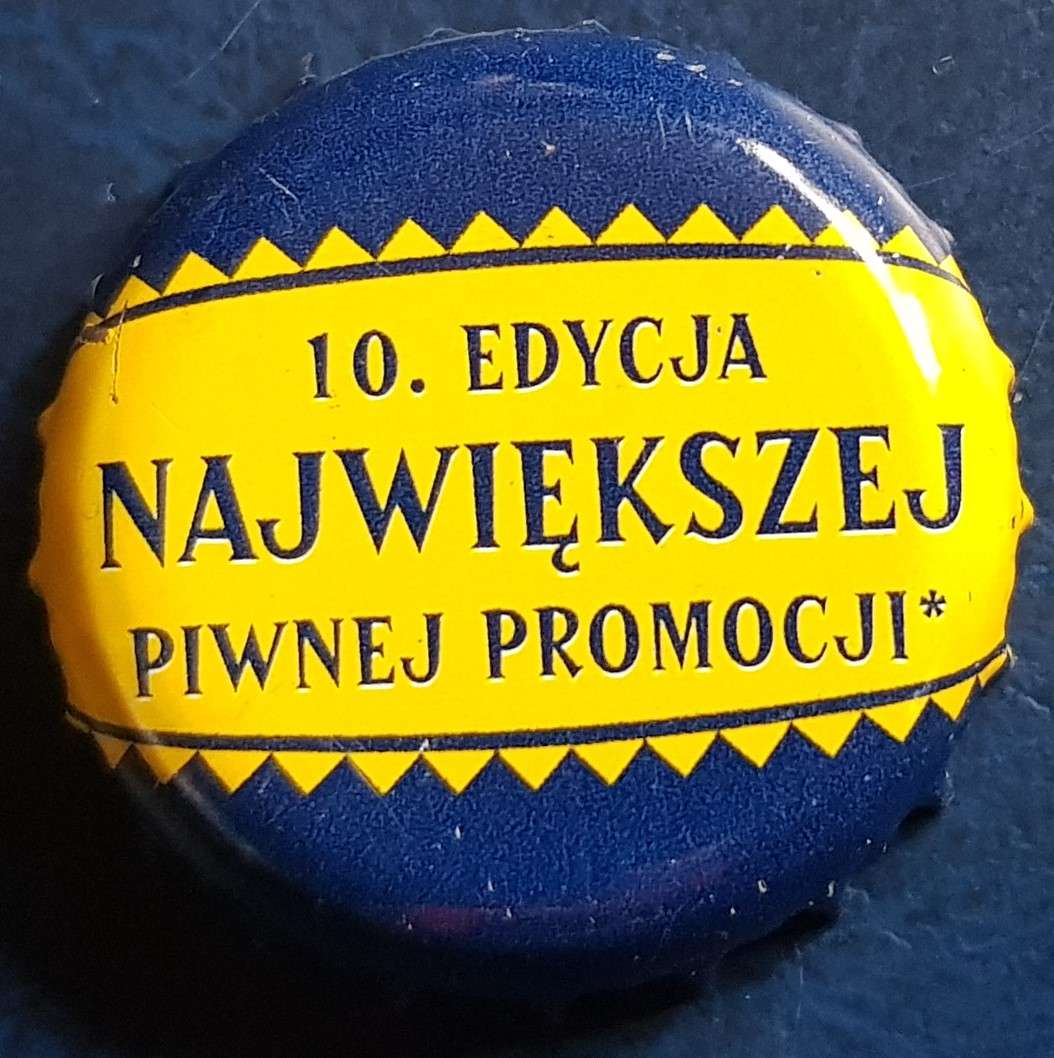 10. EDYCJA
NAJWIĘKSZEJ
PIWNEJ PROMOCJI*